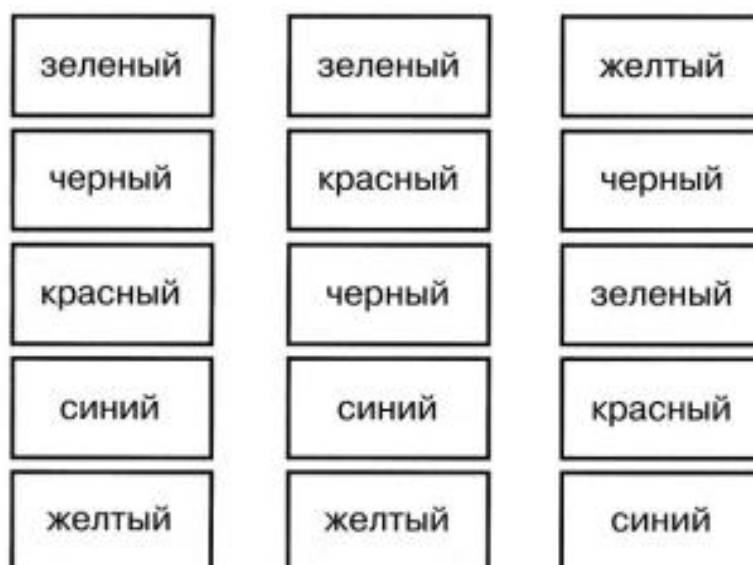 зеленый зеленый желтый
черный красный черный
красный черный зеленый
синий синий красный
желтый желтый синий